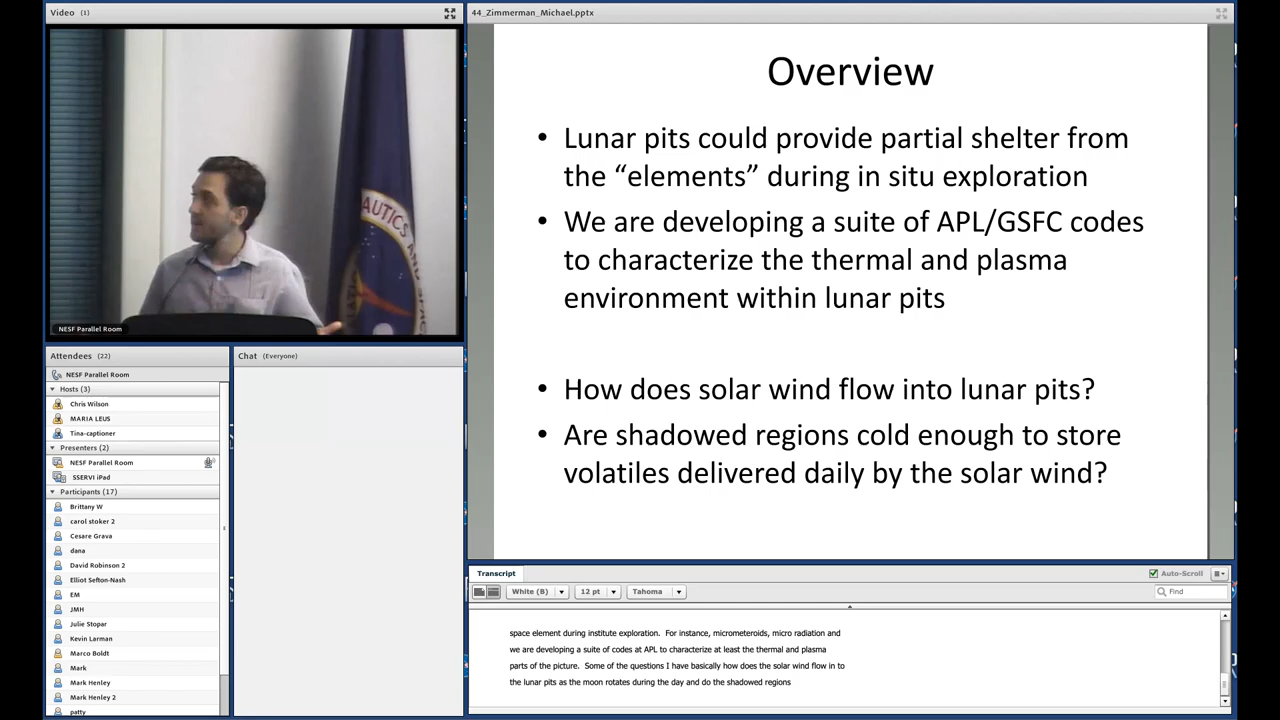 Video (1)
AUTICS AND SPAC
NESF Parallel Room
Attendees (22)
NESF Parallel Room
Hosts (3)
Chris Wilson
MARIA LEUS
Tina-captioner
Presenters (2)
NESF Parallel Room
SSERVI iPad
Participants (17)
Brittany W
carol stoker 2
Cesare Grava
dana
David Robinson 2
Elliot Sefton-Nash
EM
JMH
Julie Stopar
Kevin Larman
Marco Boldt
Mark
Mark Henley
Mark Henley 2
patty
Chat (Everyone)
44_Zimmerman_Michael.pptx
Overview
• Lunar pits could provide partial shelter from
the “elements” during in situ exploration
• We are developing a suite of APL/GSFC codes
to characterize the thermal and plasma
environment within lunar pits
• How does solar wind flow into lunar pits?
• Are shadowed regions cold enough to store
volatiles delivered daily by the solar wind?
Transcript
Auto-Scroll
White (B) 12 pt Tahoma Find
space element during institute exploration. For instance, micrometeroids, micro radiation and
we are developing a suite of codes at APL to characterize at least the thermal and plasma
parts of the picture. Some of the questions I have basically how does the solar wind flow in to
the lunar pits as the moon rotates during the day and do the shadowed regions